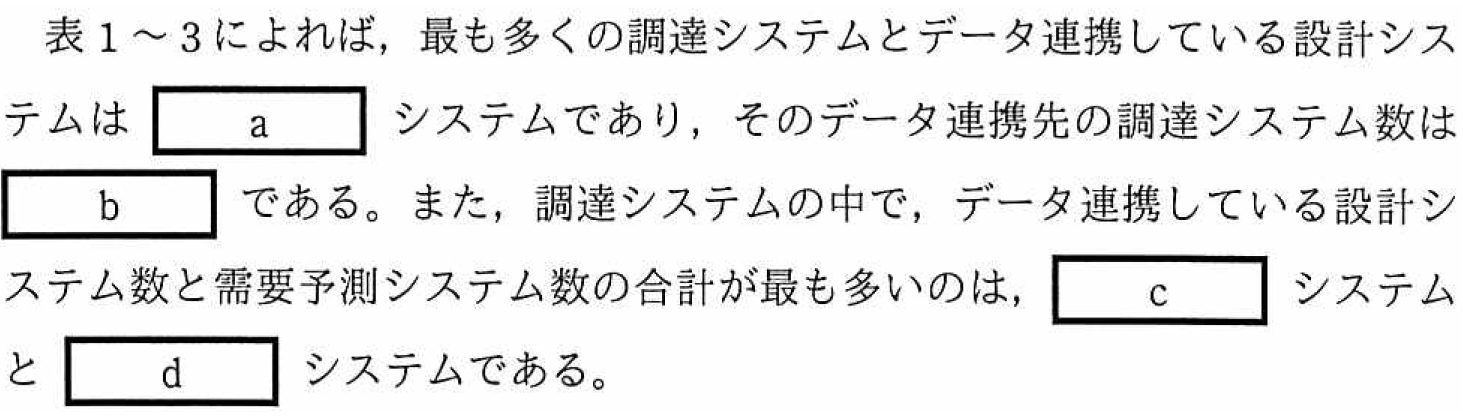 表1～3によれば，最も多くの調達システムとデータ連携している設計シス
テムは a システムであり，そのデータ連携先の調達システム数は
b である。また，調達システムの中で，データ連携している設計シ
ステム数と需要予測システム数の合計が最も多いのは， c システム
と d システムである。